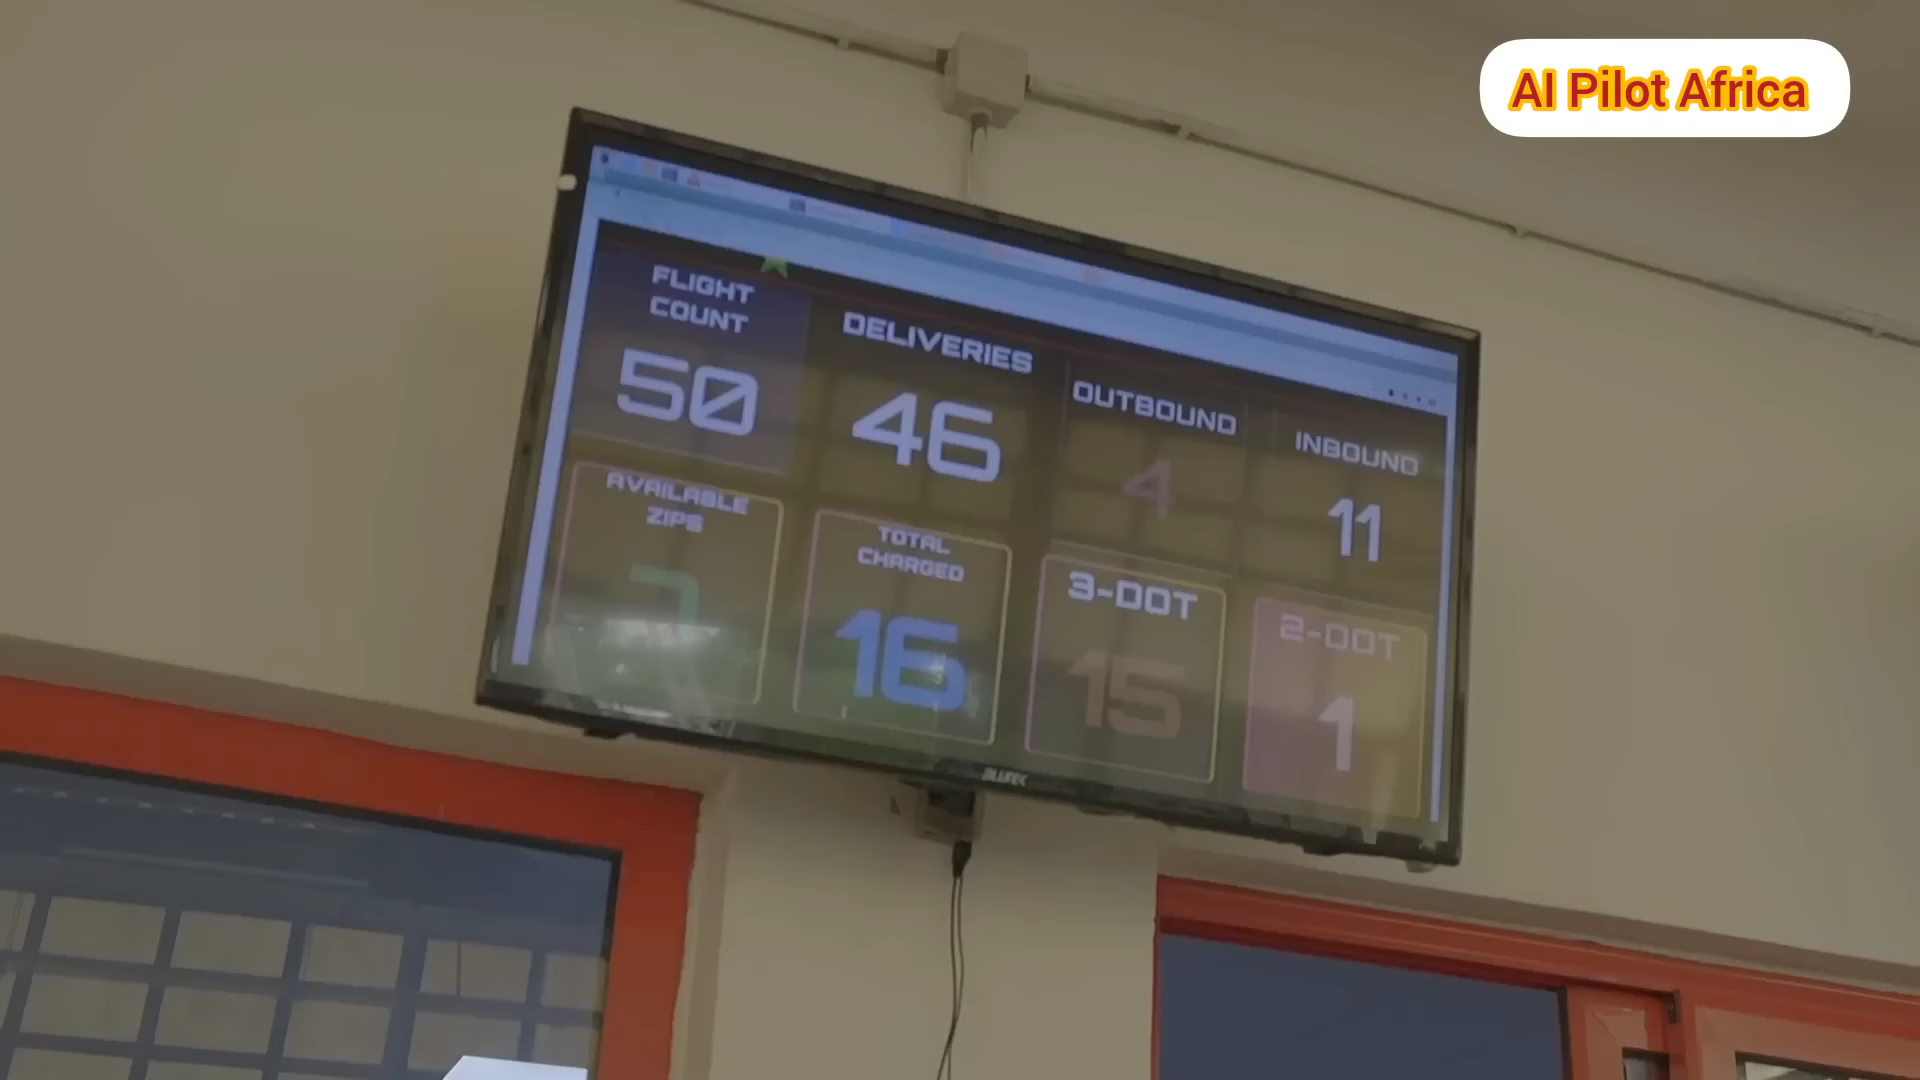 AI Pilot Africa
FLIGHT
COUNT
50
DELIVERIES
46
OUTBOUND
4
INBOUND
11
AVAILABLE
ZIPS
7
TOTAL
CHARGED
16
3-DOT
15
2-DOT
1